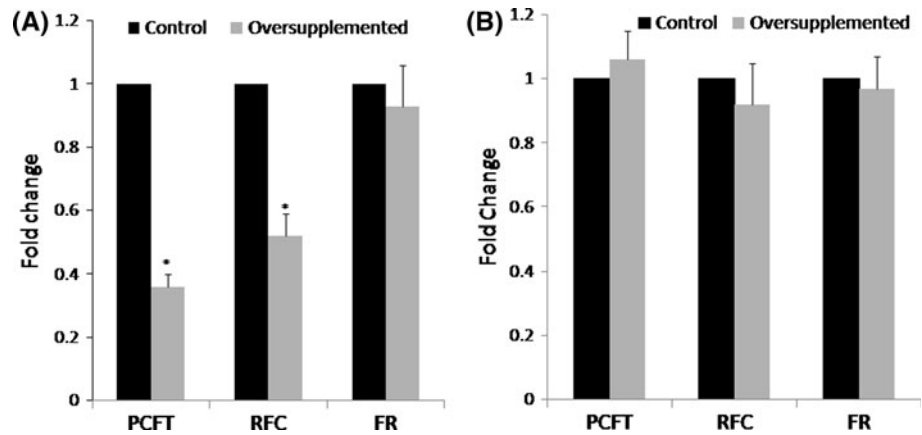 (A)
Control Oversupplemented
Fold change
1.2
1
0.8
0.6
0.4
0.2
0
*
*
PCFT RFC FR
(B)
Control Oversupplemented
Fold Change
1.2
1
0.8
0.6
0.4
0.2
0
PCFT RFC FR